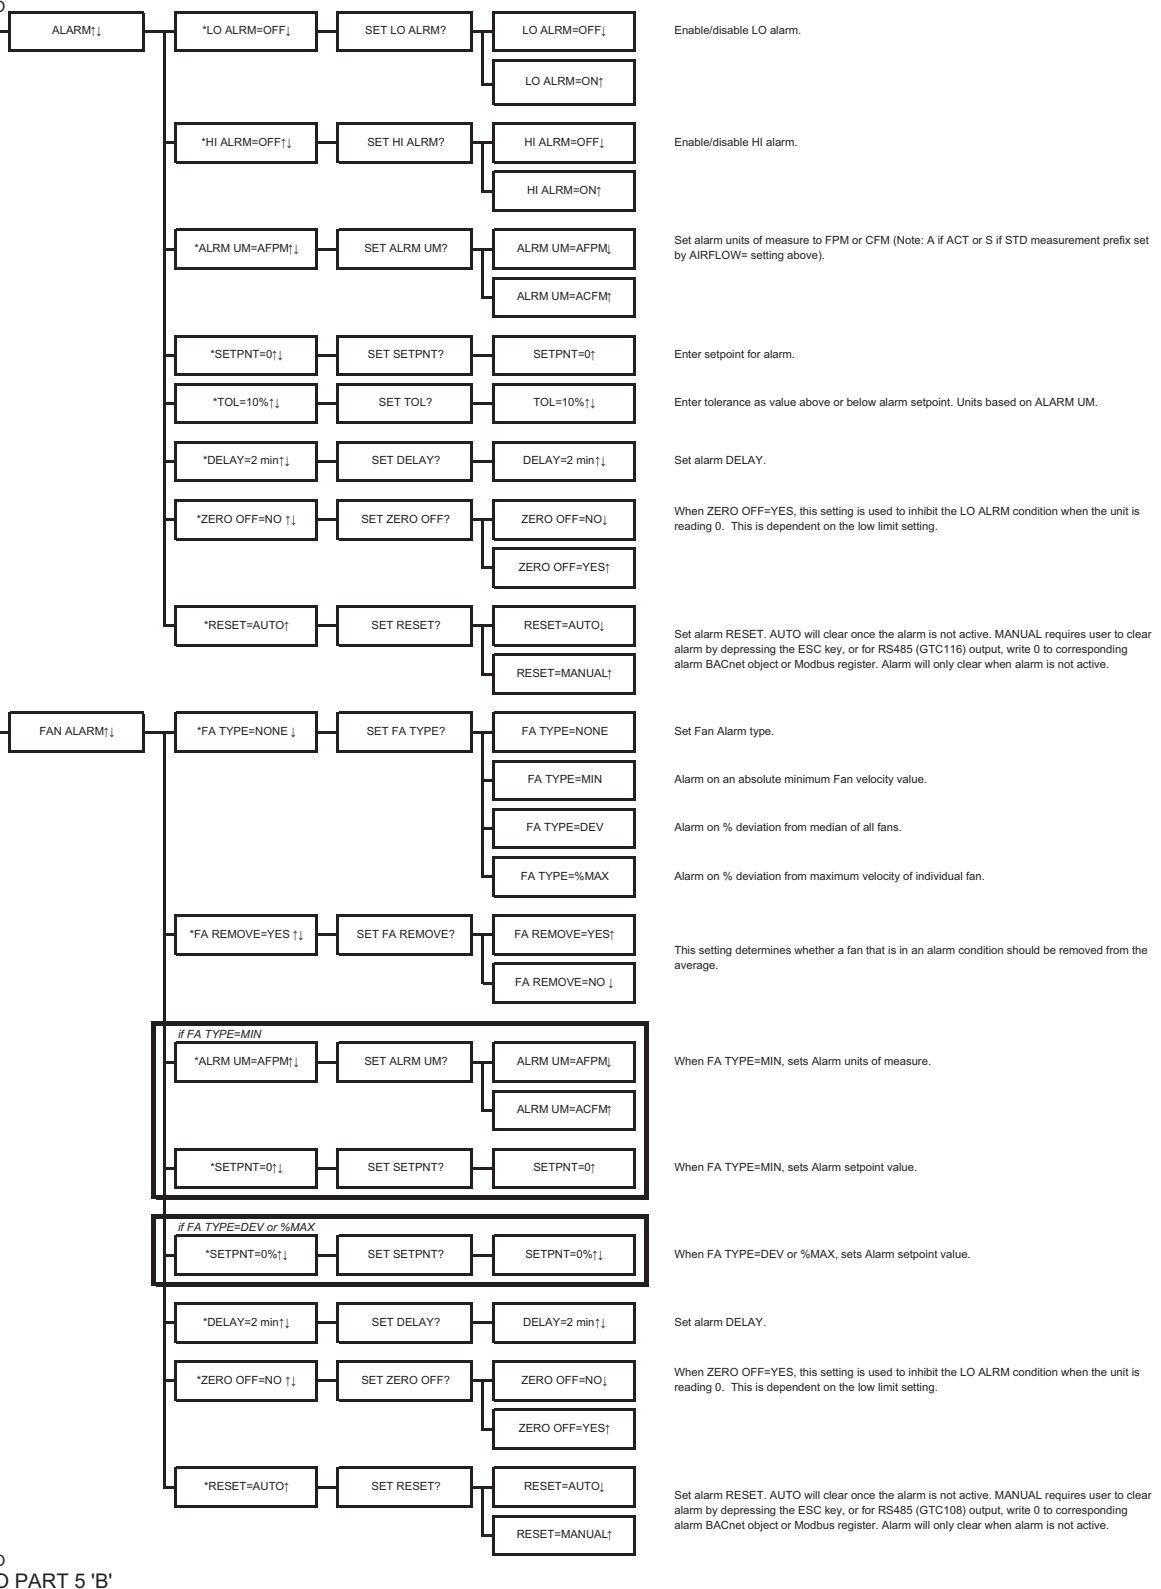 ALARM↑↓
*LO ALRM=OFF↓
SET LO ALRM?
LO ALRM=OFF↓
Enable/disable LO alarm.
LO ALRM=ON↑
*HI ALRM=OFF↑↓
SET HI ALRM?
HI ALRM=OFF↓
Enable/disable HI alarm.
HI ALRM=ON↑
*ALRM UM=AFPM↑↓
SET ALRM UM?
ALRM UM=AFPM↓
Set alarm units of measure to FPM or CFM (Note: A if ACT or S if STD measurement prefix set
by AIRFLOW= setting above).
ALRM UM=ACFM↑
*SETPNT=0↑↓
SET SETPNT?
SETPNT=0↑
Enter setpoint for alarm.
*TOL=10%↑↓
SET TOL?
TOL=10%↑↓
Enter tolerance as value above or below alarm setpoint. Units based on ALARM UM.
*DELAY=2 min↑↓
SET DELAY?
DELAY=2 min↑↓
Set alarm DELAY.
*ZERO OFF=NO ↑↓
SET ZERO OFF?
ZERO OFF=NO↓
When ZERO OFF=YES, this setting is used to inhibit the LO ALRM condition when the unit is
reading 0. This is dependent on the low limit setting.
ZERO OFF=YES↑
*RESET=AUTO↑
SET RESET?
RESET=AUTO↓
Set alarm RESET. AUTO will clear once the alarm is not active. MANUAL requires user to clear
alarm by depressing the ESC key, or for RS485 (GTC116) output, write 0 to corresponding
alarm BACnet object or Modbus register. Alarm will only clear when alarm is not active.
RESET=MANUAL↑
FAN ALARM↑↓
*FA TYPE=NONE ↓
SET FA TYPE?
FA TYPE=NONE
Set Fan Alarm type.
FA TYPE=MIN
Alarm on an absolute minimum Fan velocity value.
FA TYPE=DEV
Alarm on % deviation from median of all fans.
FA TYPE=%MAX
Alarm on % deviation from maximum velocity of individual fan.
*FA REMOVE=YES ↑↓
SET FA REMOVE?
FA REMOVE=YES↑
This setting determines whether a fan that is in an alarm condition should be removed from the
average.
FA REMOVE=NO ↓
if FA TYPE=MIN
*ALRM UM=AFPM↑↓
SET ALRM UM?
ALRM UM=AFPM↓
When FA TYPE=MIN, sets Alarm units of measure.
ALRM UM=ACFM↑
*SETPNT=0↑↓
SET SETPNT?
SETPNT=0↑
When FA TYPE=MIN, sets Alarm setpoint value.
if FA TYPE=DEV or %MAX
*SETPNT=0%↑↓
SET SETPNT?
SETPNT=0%↑↓
When FA TYPE=DEV or %MAX, sets Alarm setpoint value.
*DELAY=2 min↑↓
SET DELAY?
DELAY=2 min↑↓
Set alarm DELAY.
*ZERO OFF=NO ↑↓
SET ZERO OFF?
ZERO OFF=NO↓
When ZERO OFF=YES, this setting is used to inhibit the LO ALRM condition when the unit is
reading 0. This is dependent on the low limit setting.
ZERO OFF=YES↑
*RESET=AUTO↑
SET RESET?
RESET=AUTO↓
Set alarm RESET. AUTO will clear once the alarm is not active. MANUAL requires user to clear
alarm by depressing the ESC key, or for RS485 (GTC108) output, write 0 to corresponding
alarm BACnet object or Modbus register. Alarm will only clear when alarm is not active.
RESET=MANUAL↑
PART 5 'B'